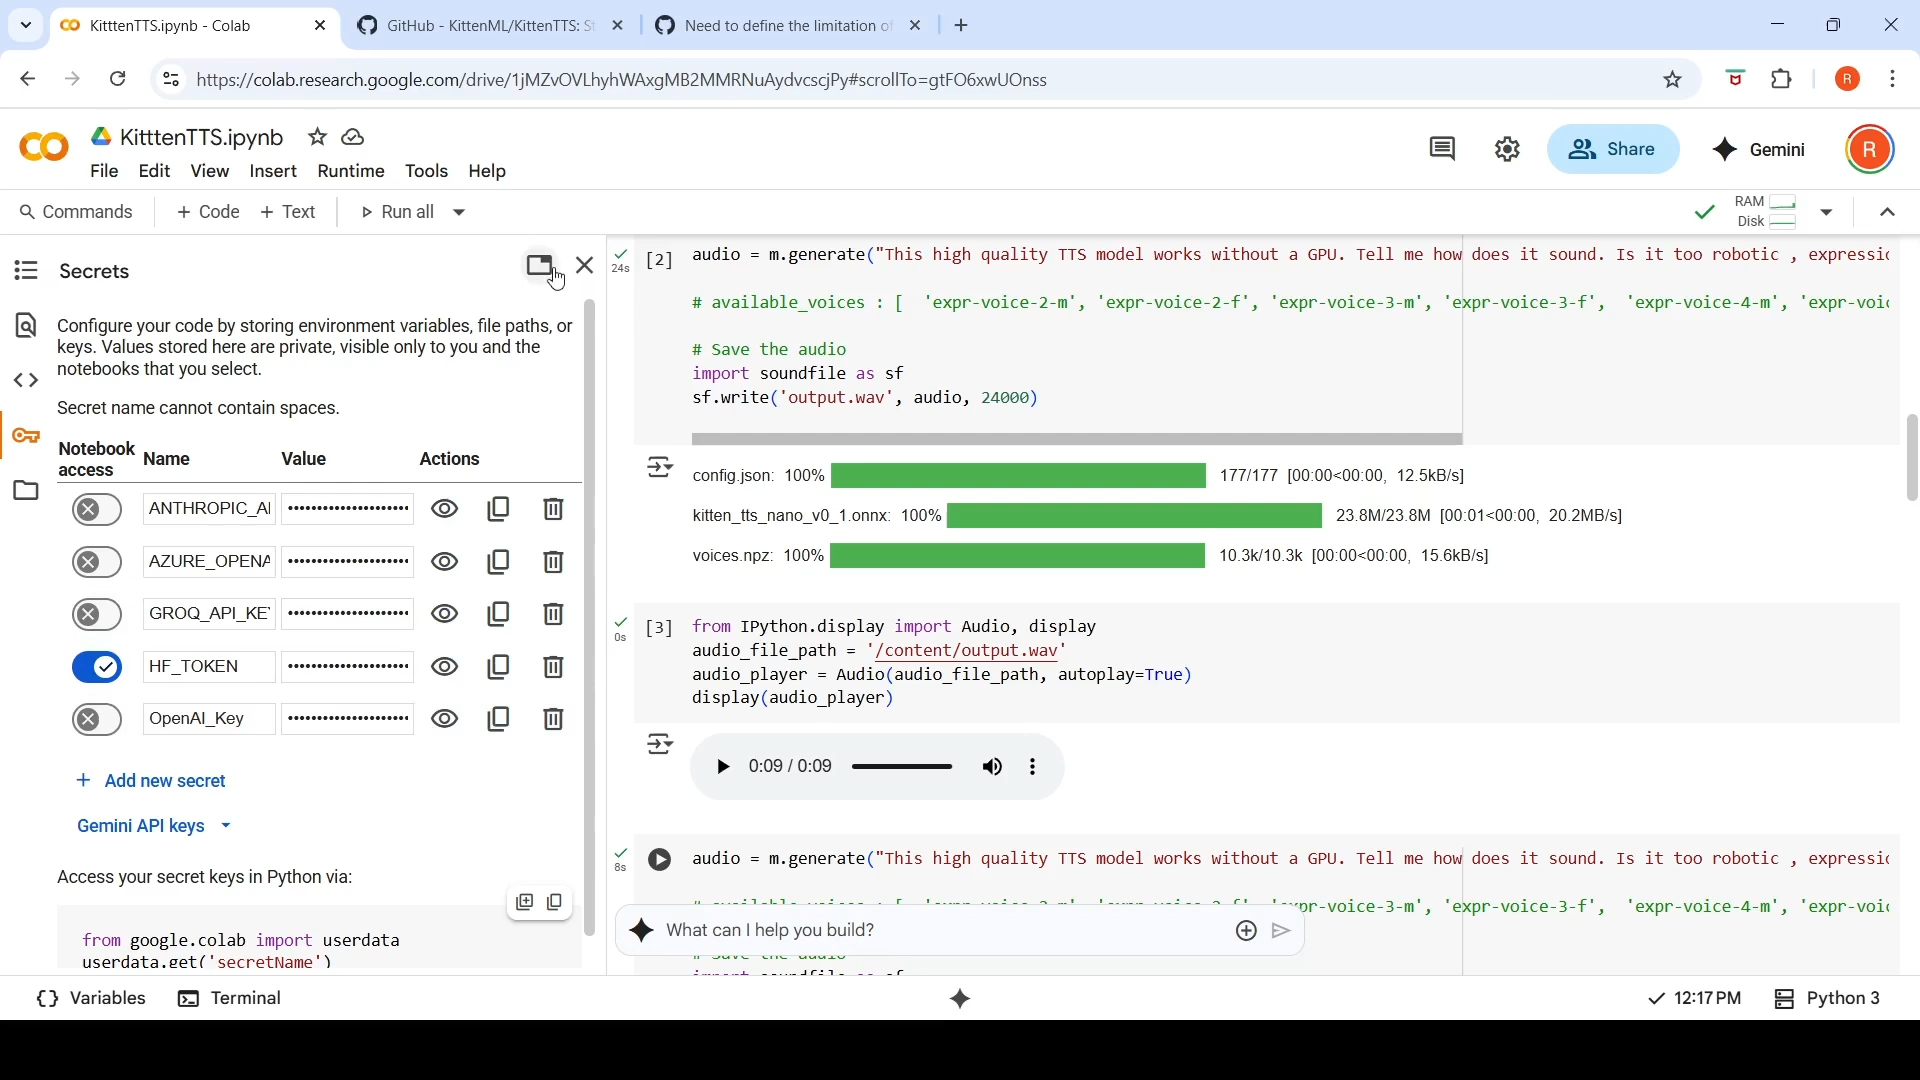 KitttenTTS.ipynb - Colab
GitHub - KittenML/KittenTTS: St
Need to define the limitation of
https://colab.research.google.com/drive/1jMZvOVLhyhWAxgMB2MMRNuAydvcscjPy#scrollTo=gtFO6xwUOnss
R
KitttenTTS.ipynb
File Edit View Insert Runtime Tools Help
Share
Gemini
R
Commands + Code + Text Run all
RAM
Disk
Secrets
Configure your code by storing environment variables, file paths, or
keys. Values stored here are private, visible only to you and the
notebooks that you select.
Secret name cannot contain spaces.
Notebook
access
Name Value Actions
ANTHROPIC_AI
AZURE_OPENA
GROQ_API_KE
HF_TOKEN
OpenAI_Key
+ Add new secret
Gemini API keys
Access your secret keys in Python via:
from google.colab import userdata
userdata.get('secretName')
24s
[2] audio = m.generate("This high quality TTS model works without a GPU. Tell me how does it sound. Is it too robotic , expressic
# available_voices : [ 'expr-voice-2-m', 'expr-voice-2-f', 'expr-voice-3-m', 'expr-voice-3-f', 'expr-voice-4-m', 'expr-voic
# Save the audio
import soundfile as sf
sf.write('output.wav', audio, 24000)
config.json: 100% 177/177 [00:00<00:00, 12.5kB/s]
kitten_tts_nano_v0_1.onnx: 100% 23.8M/23.8M [00:01<00:00, 20.2MB/s]
voices.npz: 100% 10.3k/10.3k [00:00<00:00, 15.6kB/s]
0s
[3] from IPython.display import Audio, display
audio_file_path = '/content/output.wav'
audio_player = Audio(audio_file_path, autoplay=True)
display(audio_player)
0:09 / 0:09
8s
audio = m.generate("This high quality TTS model works without a GPU. Tell me how does it sound. Is it too robotic , expressic
xpr-voice-3-m', 'expr-voice-3-f', 'expr-voice-4-m', 'expr-voic
What can I help you build?
{} Variables
Terminal
12:17 PM
Python 3